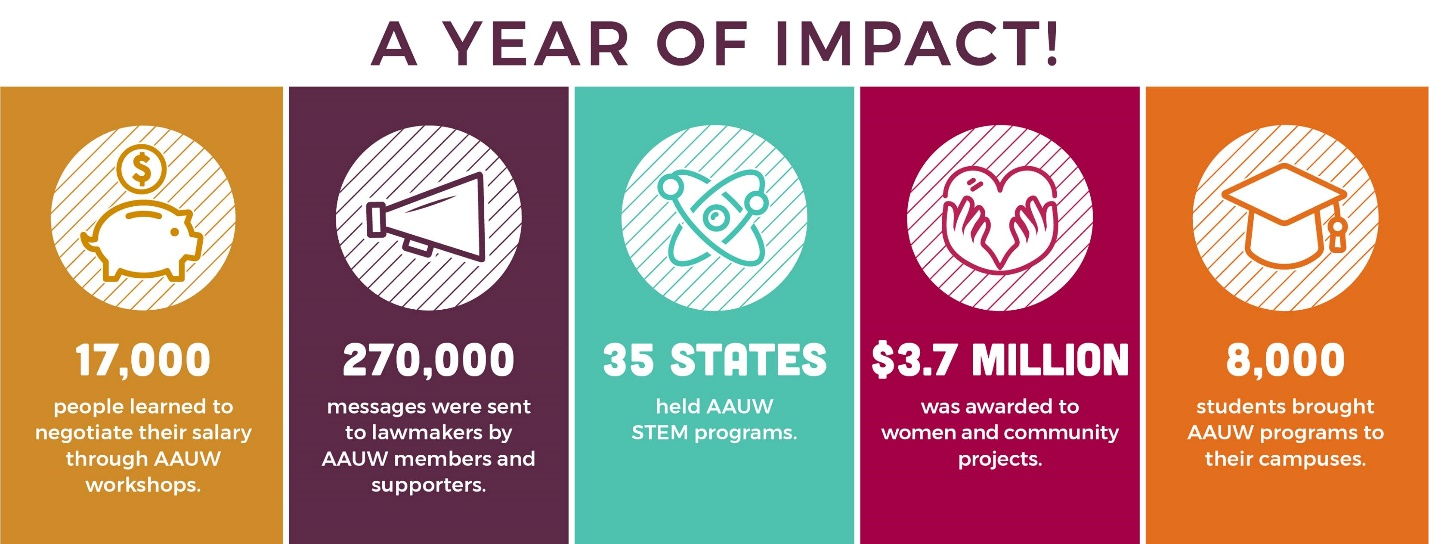 A YEAR OF IMPACT!
$
17,000
people learned to
negotiate their salary
through AAUW
workshops.
270,000
messages were sent
to lawmakers by
AAUW members and
supporters.
35 STATES
held AAUW
STEM programs.
$3.7 MILLION
was awarded to
women and community
projects.
8,000
students brought
AAUW programs to
their campuses.